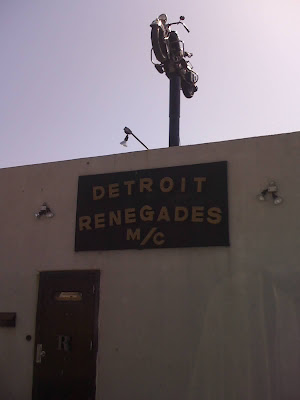 DETROIT
RENEGADES
M/C
R